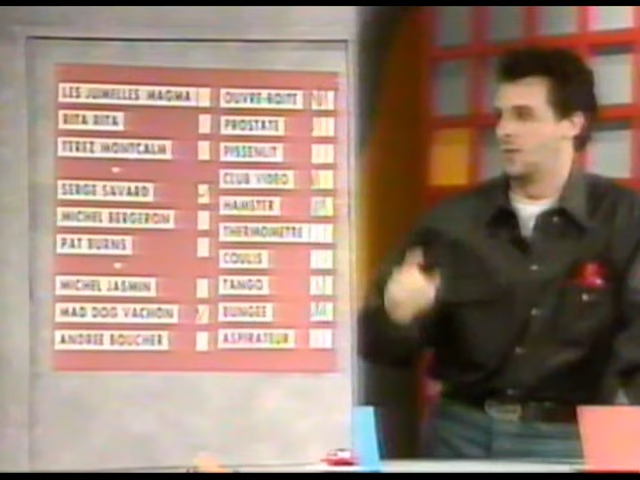 LES JUMELLES MAGMA
RITA RITA
TEREZ MONTCALM
SERGE SAVARD
MICHEL BERGERON
PAT BURNS
MICHEL JASMIN
MAD DOG VACHON
ANDREE BOUCHER
OUVRE-BOITE
PROSTATE
PISSENLIT
CLUB VIDEO
HAMSTER
THERMOMETRE
COULIS
TANGO
BUNGEE
ASPIRATEUR